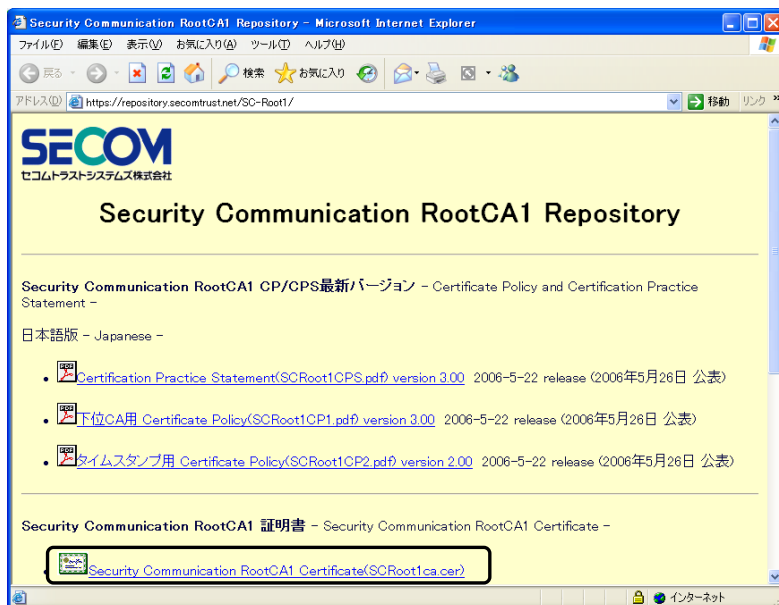 Security Communication RootCA1 Repository - Microsoft Internet Explorer
ファイル(F) 編集(E) 表示(V) お気に入り(A) ツール(T) ヘルプ(H)
戻る 検索 お気に入り
アドレス(D) https://repository.secomtrust.net/SC-Root1/ 移動 リンク »
SECOM
セコムトラストシステムズ株式会社
Security Communication RootCA1 Repository
Security Communication RootCA1 CP/CPS最新バージョン - Certificate Policy and Certification Practice
Statement -
日本語版 - Japanese -
• Certification Practice Statement(SCRoot1CPS.pdf) version 3.00 2006-5-22 release (2006年5月26日 公表)
• 下位CA用 Certificate Policy(SCRoot1CP1.pdf) version 3.00 2006-5-22 release (2006年5月26日 公表)
• タイムスタンプ用 Certificate Policy(SCRoot1CP2.pdf) version 2.00 2006-5-22 release (2006年5月26日 公表)
Security Communication RootCA1 証明書 - Security Communication RootCA1 Certificate -
Security Communication RootCA1 Certificate(SCRoot1ca.cer)
インターネット